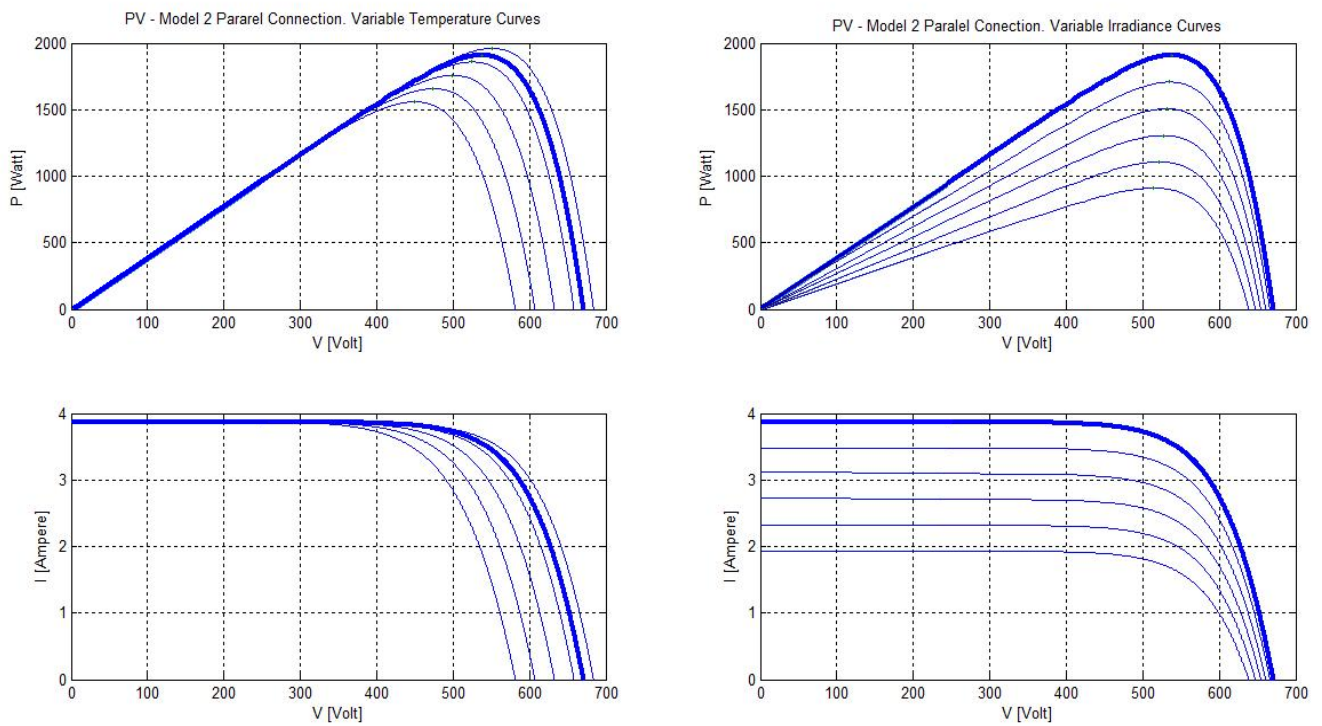 PV - Model 2 Pararel Connection. Variable Temperature Curves
2000
1500
1000
500
0
P [Watt]
0 100 200 300 400 500 600 700
V [Volt]
PV - Model 2 Paralel Conection. Variable Irradiance Curves
2000
1500
1000
500
0
P [Watt]
0 100 200 300 400 500 600 700
V [Volt]
4
3
2
1
0
I [Ampere]
0 100 200 300 400 500 600 700
V [Volt]
4
3
2
1
0
I [Ampere]
0 100 200 300 400 500 600 700
V [Volt]